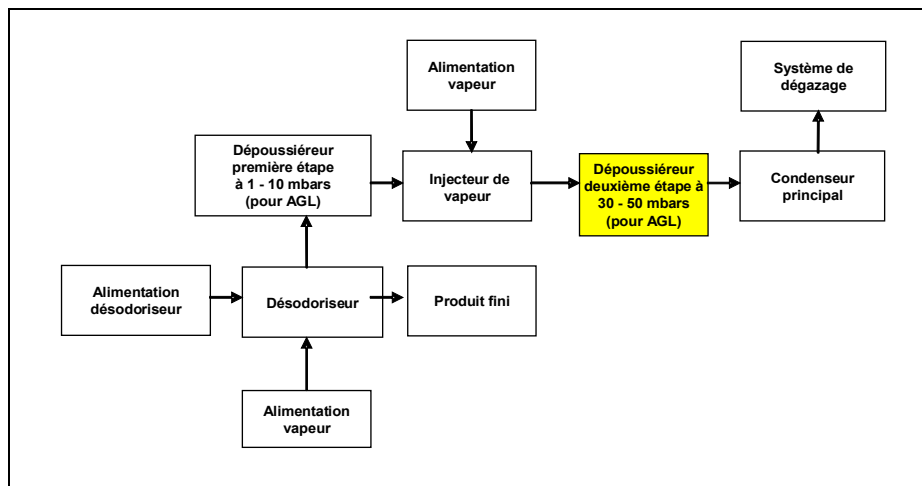 Alimentation
vapeur
Système de
dégazage
Dépoussiéreur
première étape
à 1 - 10 mbars
(pour AGL)
Injecteur de
vapeur
Dépoussiéreur
deuxième étape à
30 - 50 mbars
(pour AGL)
Condenseur
principal
Alimentation
désodoriseur
Désodoriseur
Produit fini
Alimentation
vapeur